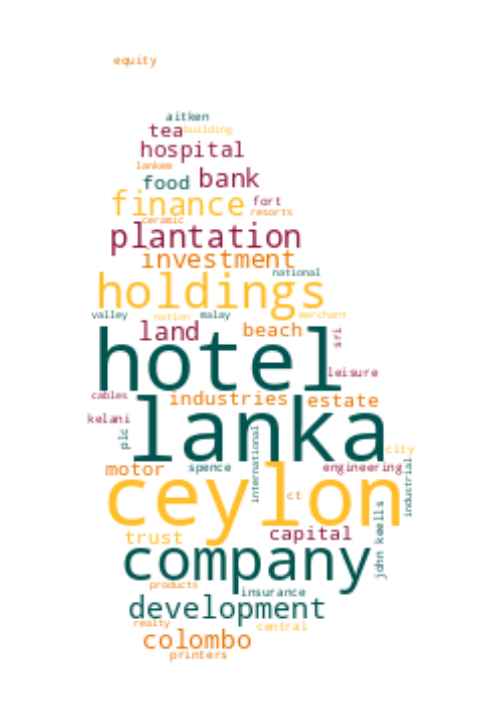 equity
aitken
tea building
hospital
lankem
food bank
finance fort
resorts
ceramic
plantation
investment
national
holdings
valley nation malay merchant
land beach sri
hotel
leisure
cables industries estate
lanka
kelani
plc international city
motor spence engineering
industrial
ceylon
ct
trust capital john keells
company
products insurance
development
realty central
colombo
printers